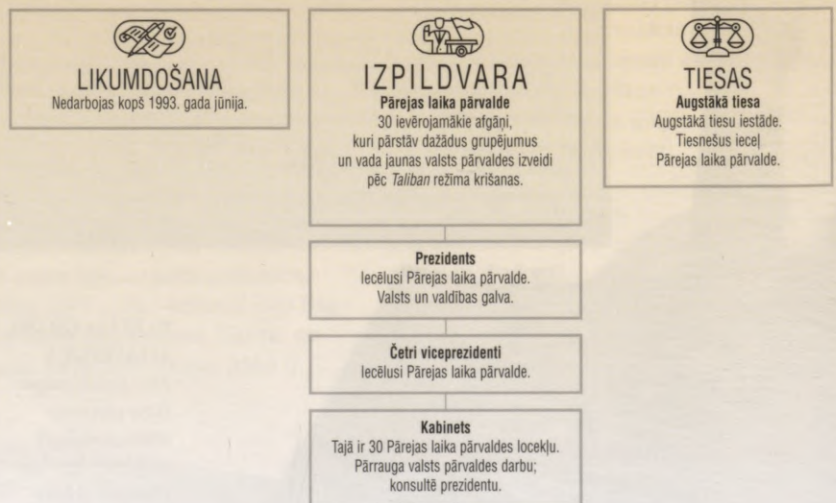 LIKUMDOŠANA
Nedarbojas kopš 1993. gada jūnija.
IZPILDVARA
Pārejas laika pārvalde
30 ievērojamākie afgāņi,
kuri pārstāv dažādus grupējumus
un vada jaunas valsts pārvaldes izveidi
pēc Taliban režīma krišanas.
TIESAS
Augstākā tiesa
Augstākā tiesu iestāde.
Tiesnešus ieceļ
Pārejas laika pārvalde.
Prezidents
Iecēlusi Pārejas laika pārvalde.
Valsts un valdības galva.
Četri viceprezidenti
Iecēlusi Pārejas laika pārvalde.
Kabinets
Tajā ir 30 Pārejas laika pārvaldes locekļu.
Pārrauga valsts pārvaldes darbu;
konsultē prezidentu.